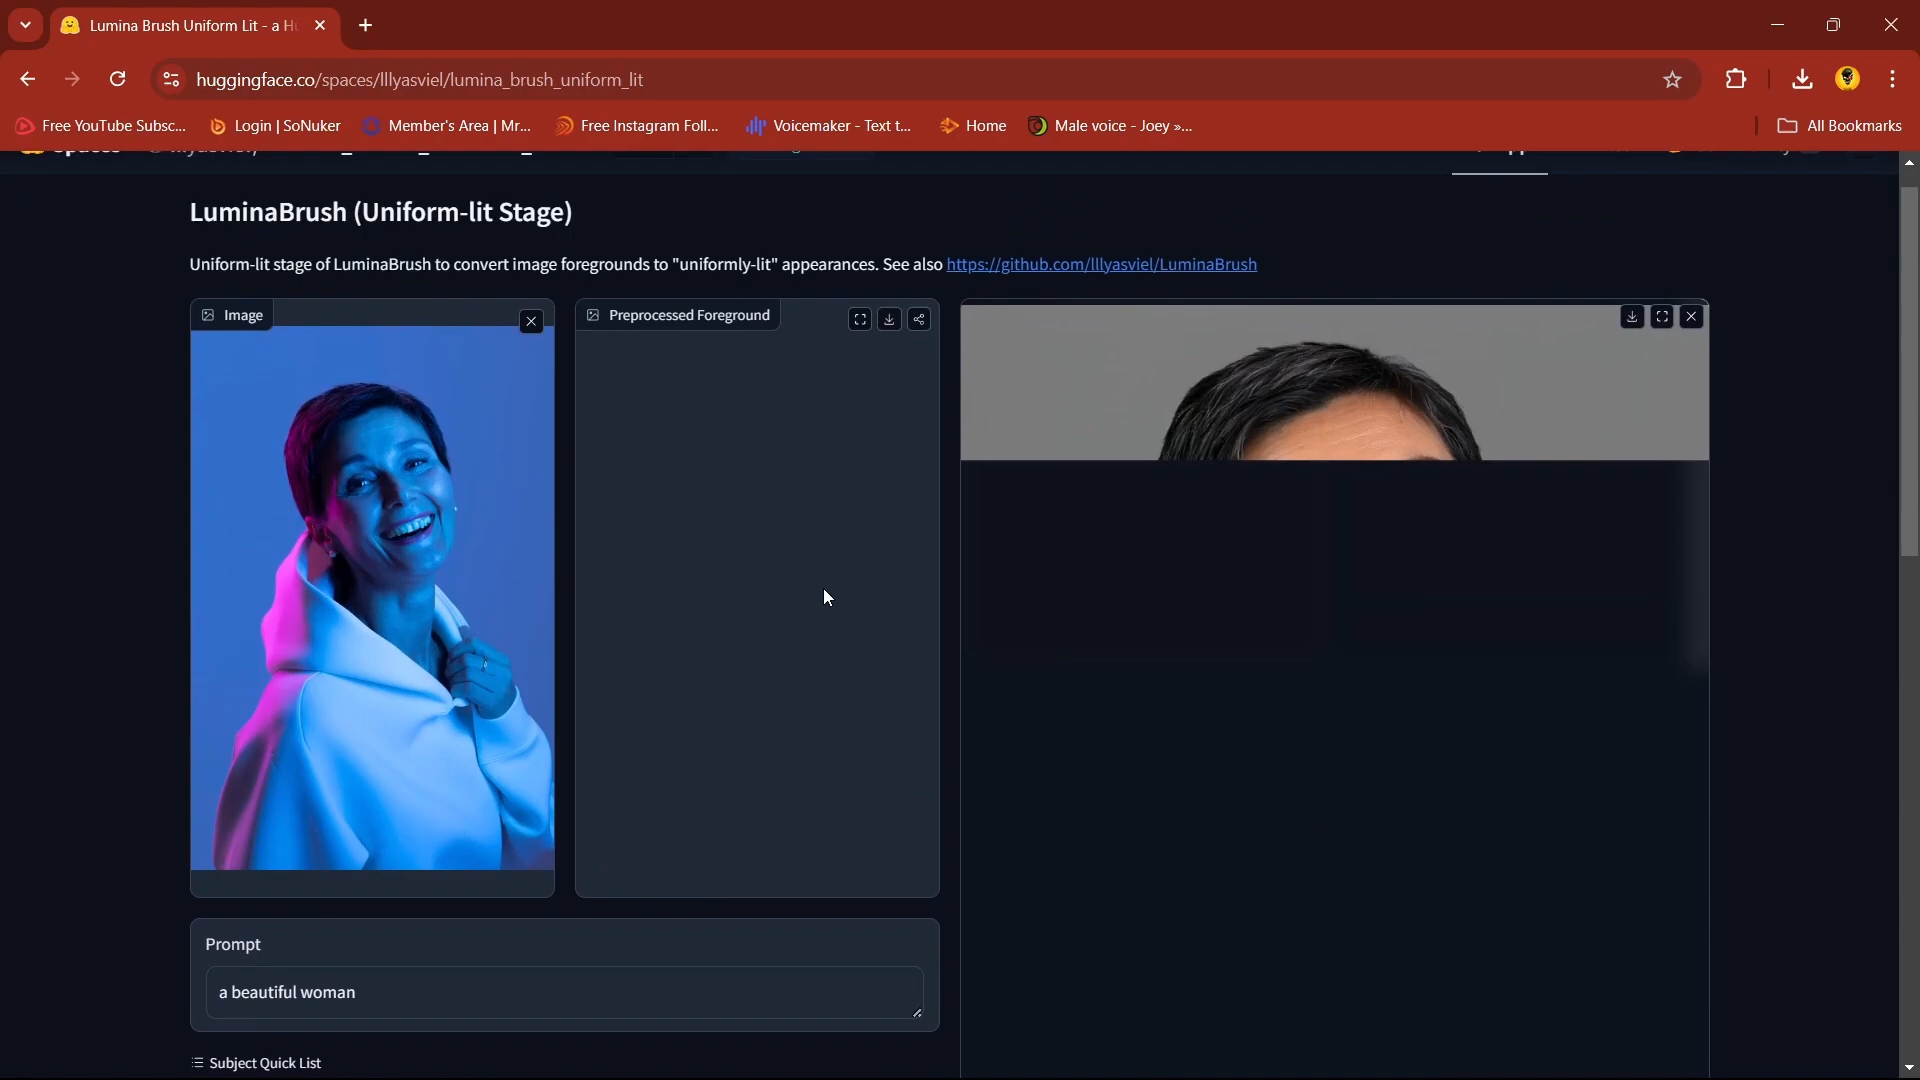 Lumina Brush Uniform Lit - a H
huggingface.co/spaces/lllyasviel/lumina_brush_uniform_lit
Free YouTube Subsc...
Login | SoNuker
Member's Area | Mr...
Free Instagram Foll...
Voicemaker - Text t...
Home
Male voice - Joey »...
All Bookmarks
LuminaBrush (Uniform-lit Stage)
Uniform-lit stage of LuminaBrush to convert image foregrounds to "uniformly-lit" appearances. See also https://github.com/lllyasviel/LuminaBrush
Image
Preprocessed Foreground
Prompt
a beautiful woman
Subject Quick List